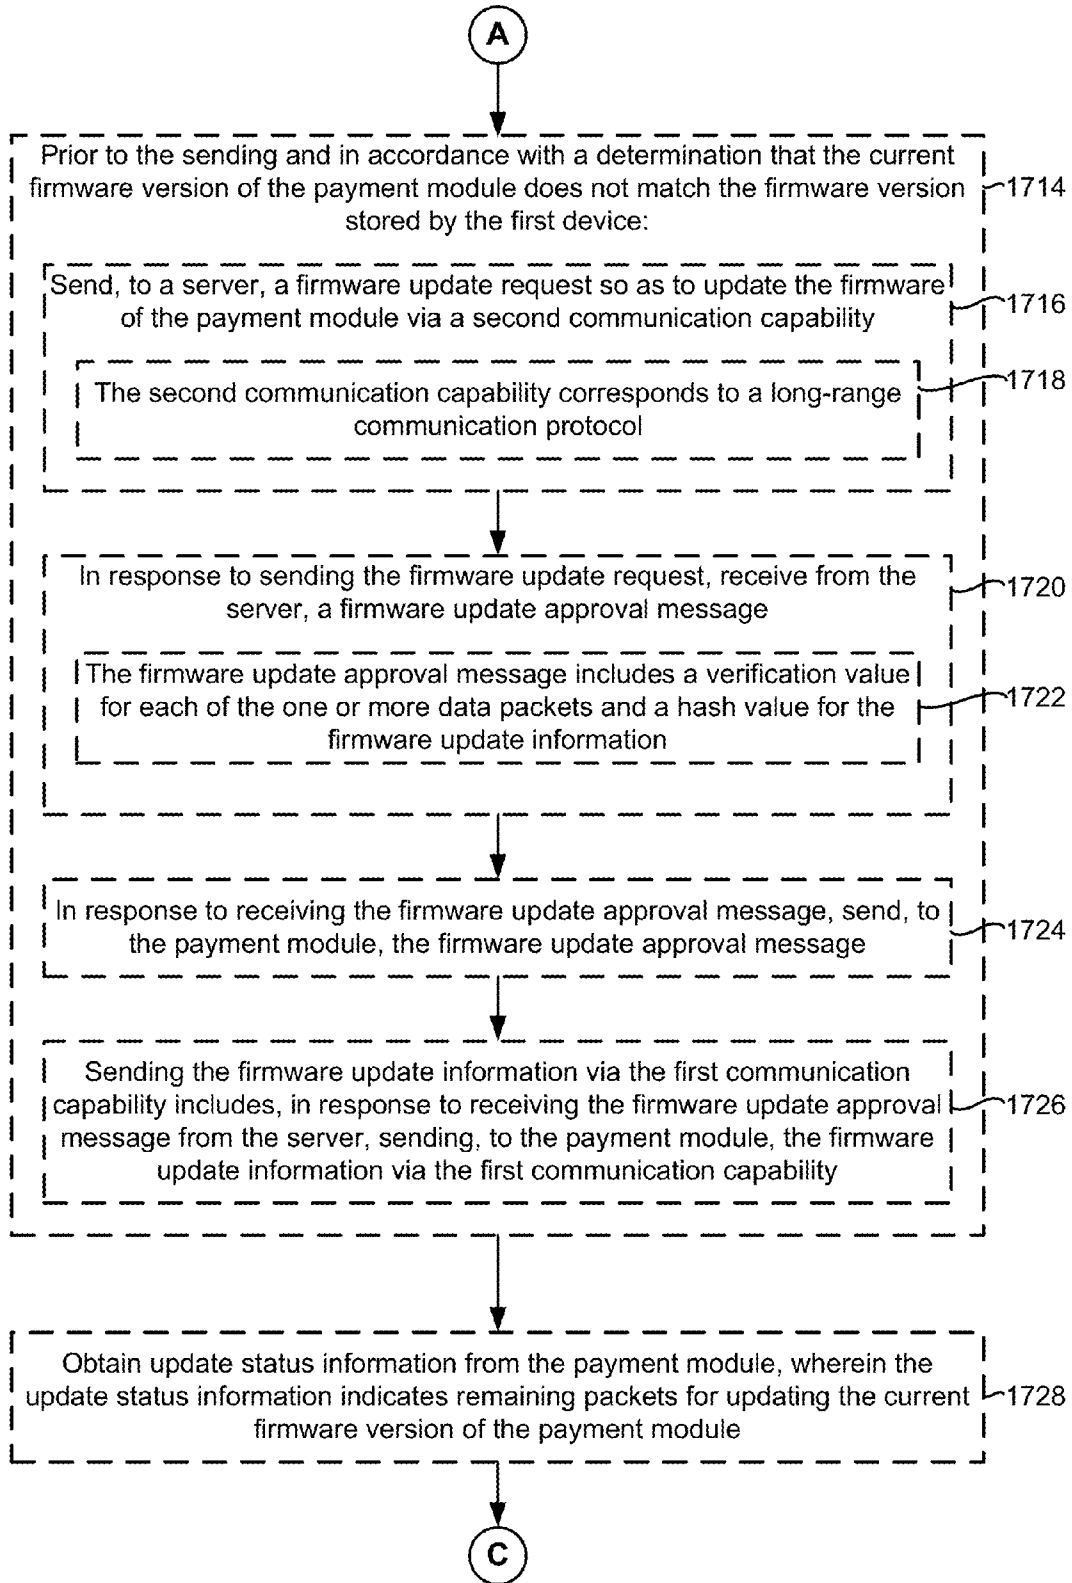 A
Prior to the sending and in accordance with a determination that the current
firmware version of the payment module does not match the firmware version
stored by the first device:
1714
Send, to a server, a firmware update request so as to update the firmware
of the payment module via a second communication capability
1716
The second communication capability corresponds to a long-range
communication protocol
1718
In response to sending the firmware update request, receive from the
server, a firmware update approval message
1720
The firmware update approval message includes a verification value
for each of the one or more data packets and a hash value for the
firmware update information
1722
In response to receiving the firmware update approval message, send, to
the payment module, the firmware update approval message
1724
Sending the firmware update information via the first communication
capability includes, in response to receiving the firmware update approval
message from the server, sending, to the payment module, the firmware
update information via the first communication capability
1726
Obtain update status information from the payment module, wherein the
update status information indicates remaining packets for updating the current
firmware version of the payment module
1728
C